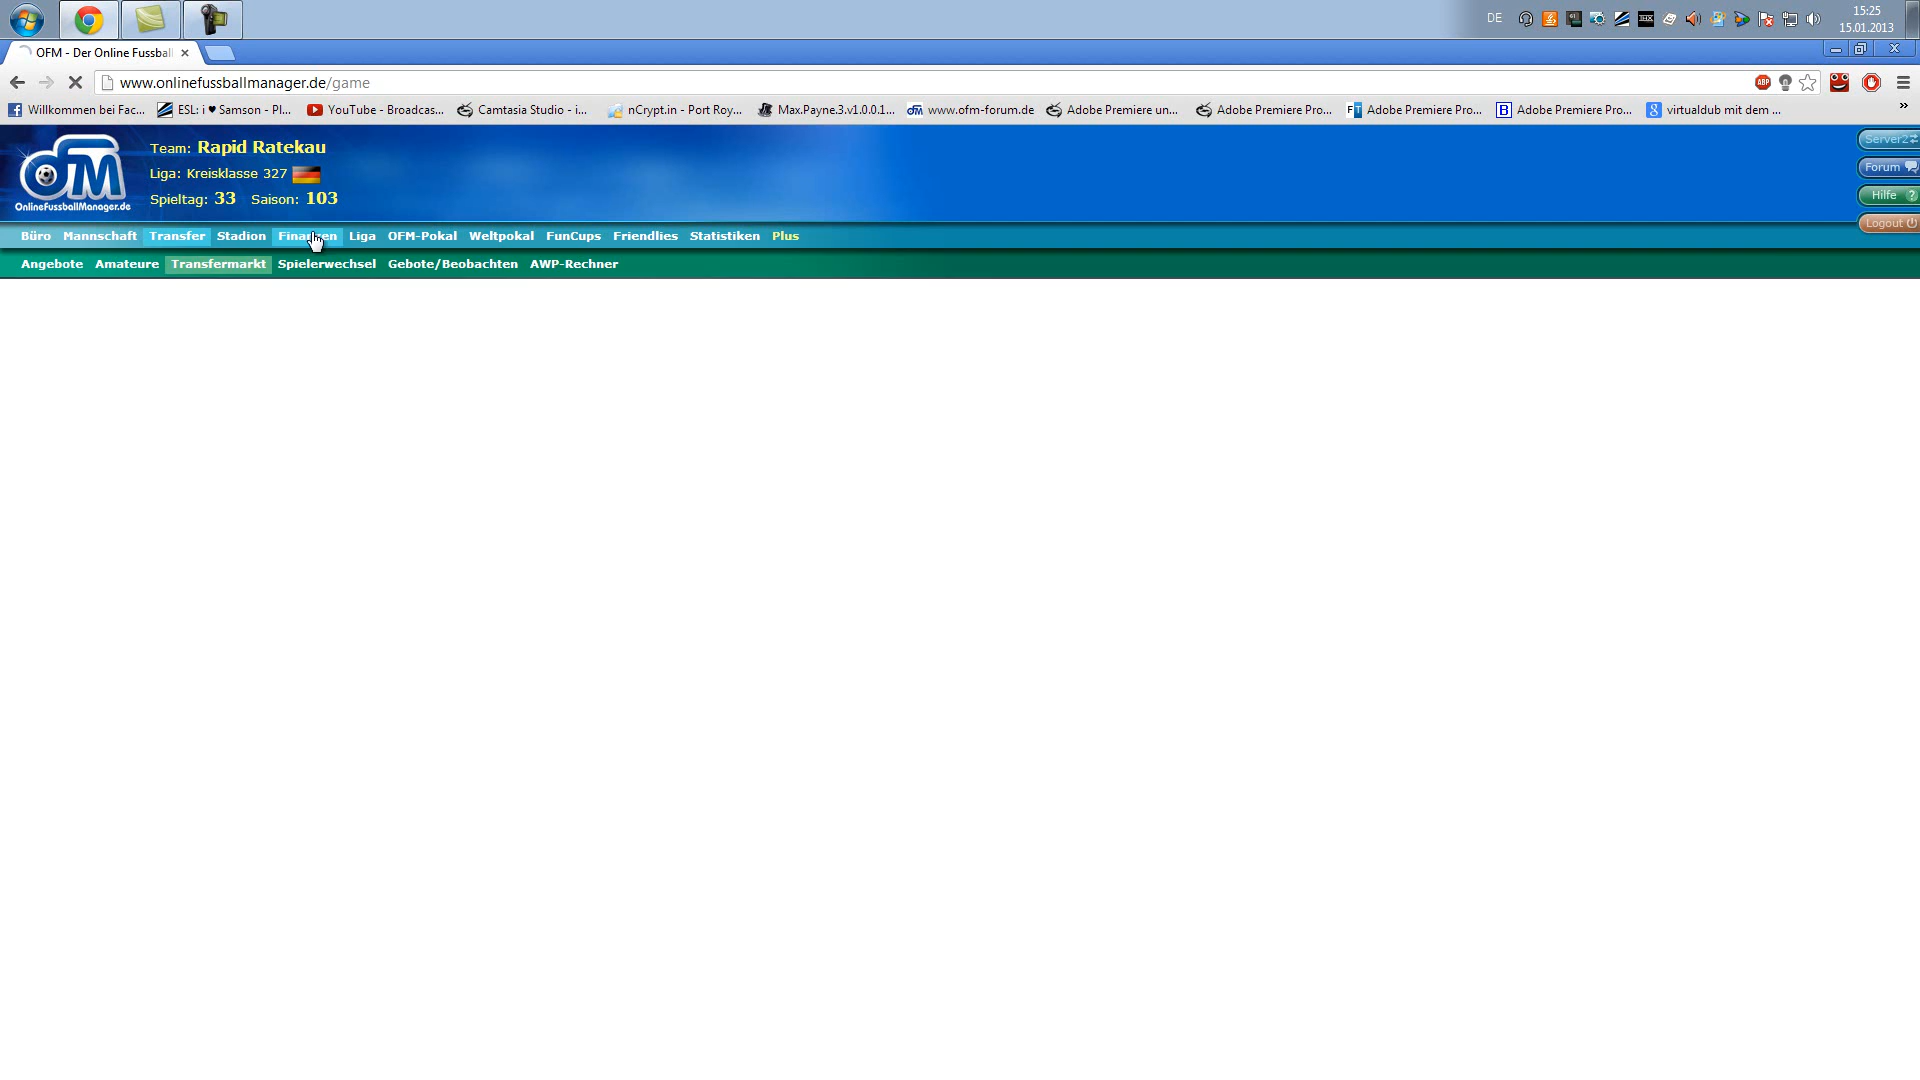 DE
15:25
15.01.2013
OFM - Der Online Fussball
www.onlinefussballmanager.de/game
ABP
Willkommen bei Fac... ESL: i ♥ Samson - Pl... YouTube - Broadcas... Camtasia Studio - i... nCrypt.in - Port Roy... Max.Payne.3.v1.0.0.1... www.ofm-forum.de Adobe Premiere un... Adobe Premiere Pro... Adobe Premiere Pro... Adobe Premiere Pro... virtualdub mit dem ... »
OFM
OnlineFussballManager.de
Team: Rapid Ratekau
Liga: Kreisklasse 327
Spieltag: 33 Saison: 103
Server2
Forum
Hilfe ?
Logout
Büro Mannschaft Transfer Stadion Finanzen Liga OFM-Pokal Weltpokal FunCups Friendlies Statistiken Plus
Angebote Amateure Transfermarkt Spielerwechsel Gebote/Beobachten AWP-Rechner